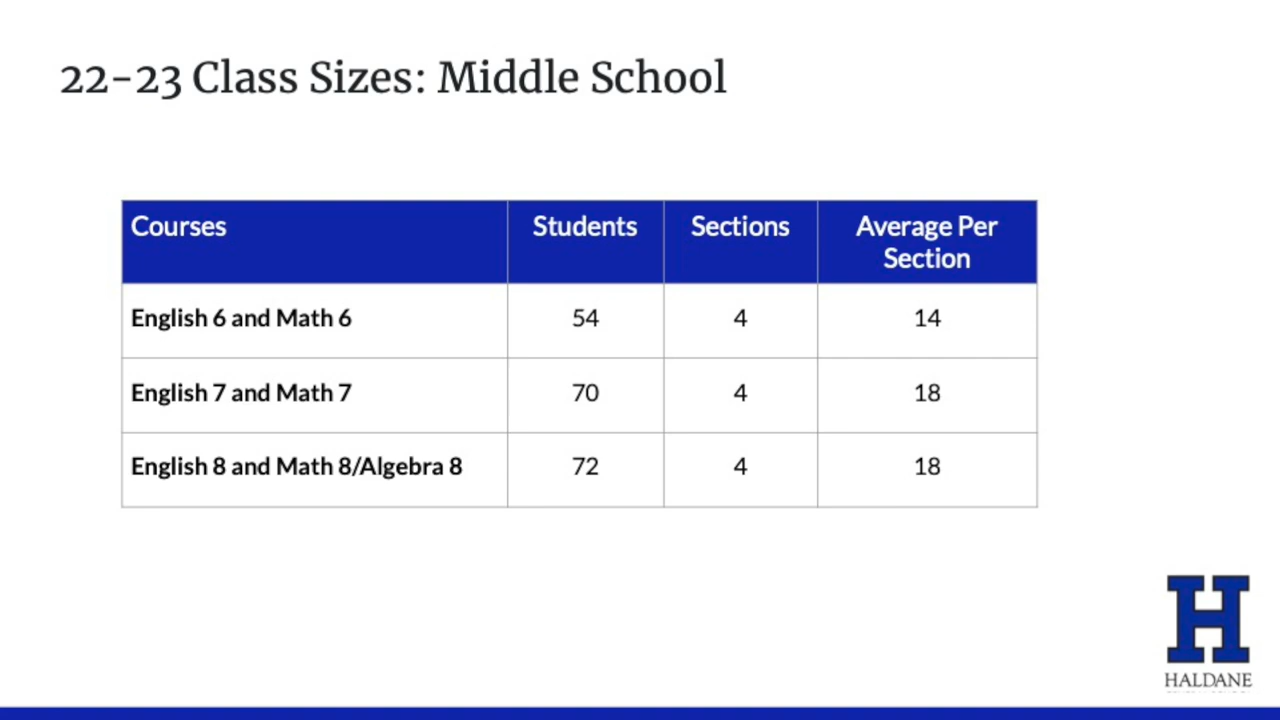 22-23 Class Sizes: Middle School
Courses Students Sections Average Per Section
English 6 and Math 6 54 4 14
English 7 and Math 7 70 4 18
English 8 and Math 8/Algebra 8 72 4 18
H
HALDANE